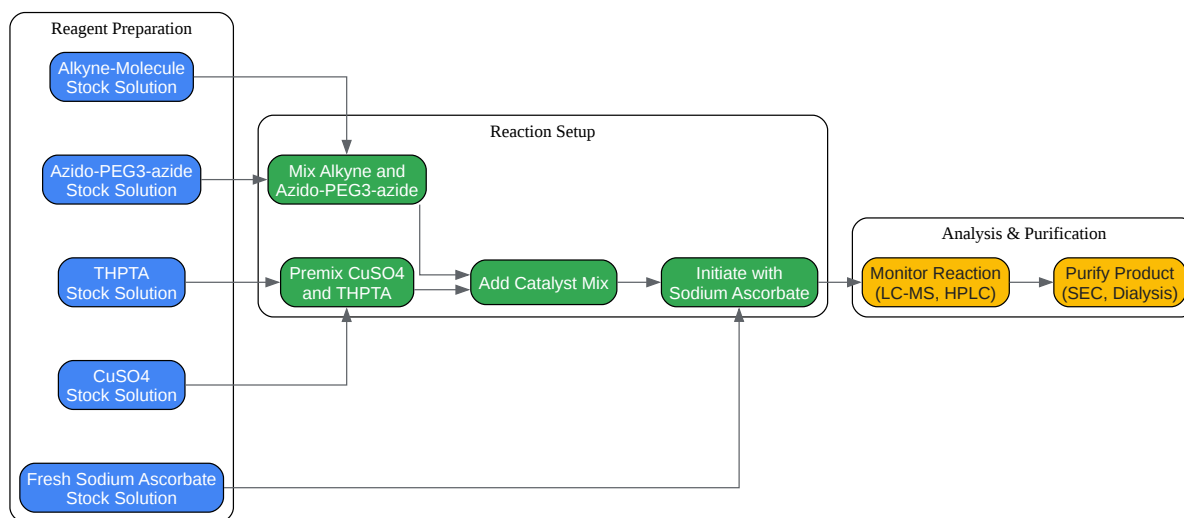 Reagent Preparation
Alkyne-Molecule
Stock Solution
Azido-PEG3-azide
Stock Solution
THPTA
Stock Solution
CuSO4
Stock Solution
Fresh Sodium Ascorbate
Stock Solution
Reaction Setup
Mix Alkyne and
Azido-PEG3-azide
Premix CuSO4
and THPTA
Add Catalyst Mix
Initiate with
Sodium Ascorbate
Analysis & Purification
Monitor Reaction
(LC-MS, HPLC)
Purify Product
(SEC, Dialysis)